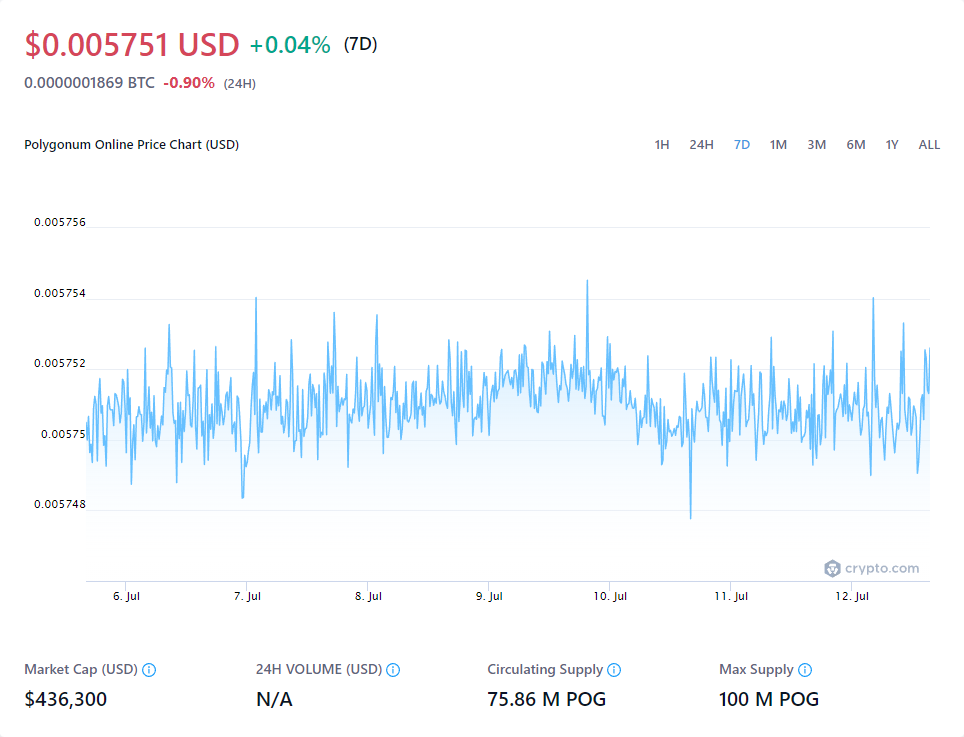 $0.005751 USD +0.04% (7D)
0.0000001869 BTC -0.90% (24H)
Polygonum Online Price Chart (USD)
1H 24H 7D 1M 3M 6M 1Y ALL
0.005756
0.005754
0.005752
0.00575
0.005748
crypto.com
6. Jul 7. Jul 8. Jul 9. Jul 10. Jul 11. Jul 12. Jul
Market Cap (USD) 24H VOLUME (USD) Circulating Supply Max Supply
$436,300 N/A 75.86 M POG 100 M POG